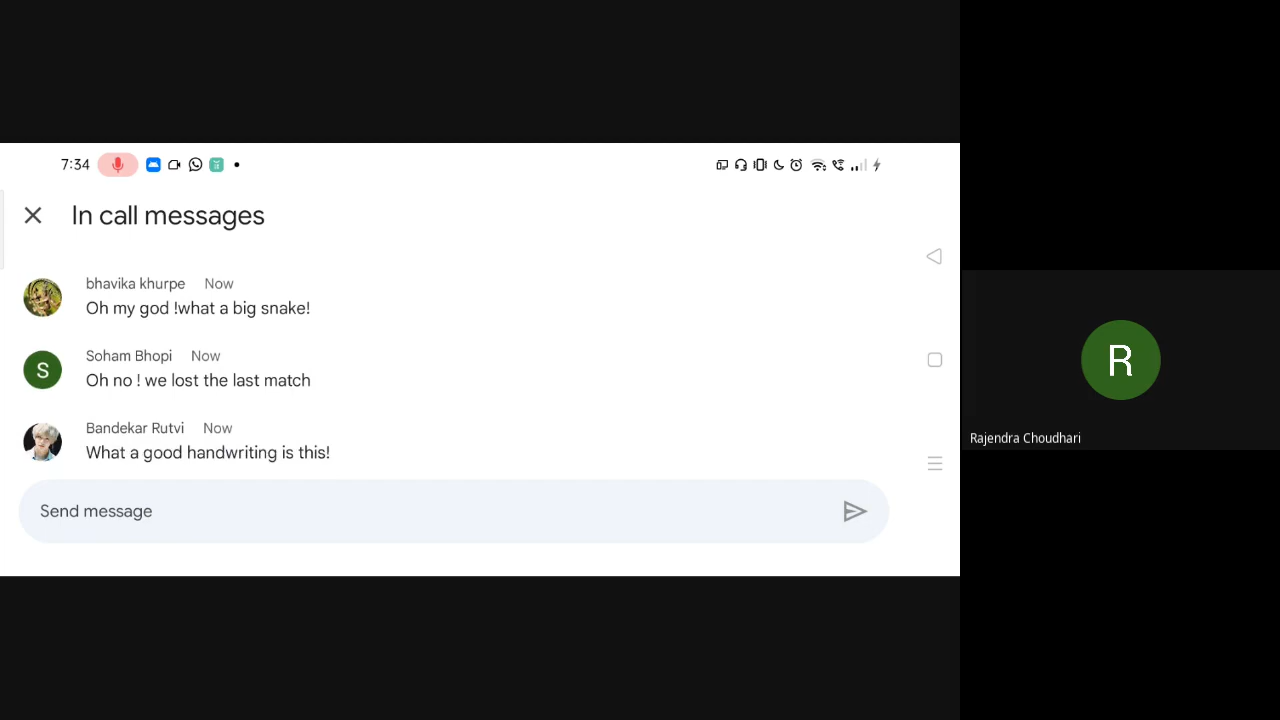 7:34
In call messages
bhavika khurpe Now
Oh my god !what a big snake!
S
Soham Bhopi Now
Oh no ! we lost the last match
Bandekar Rutvi Now
What a good handwriting is this!
Send message
R
Rajendra Choudhari